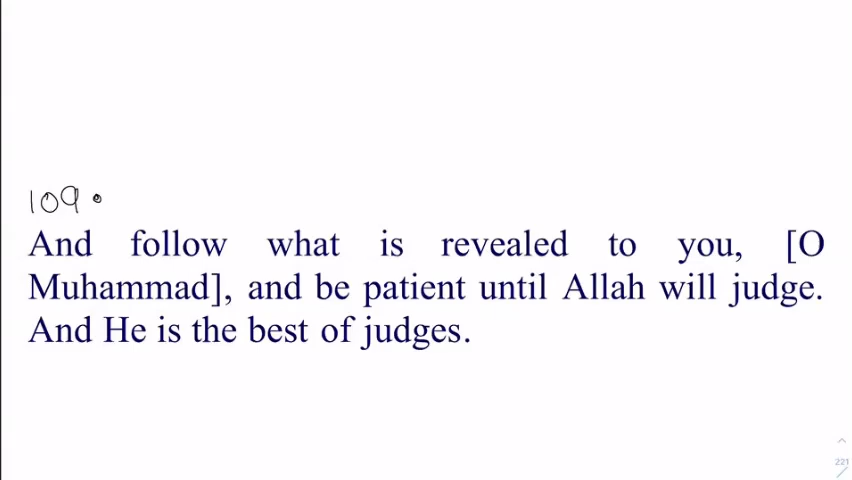 109.
And follow what is revealed to you, [O
Muhammad], and be patient until Allah will judge.
And He is the best of judges.
221